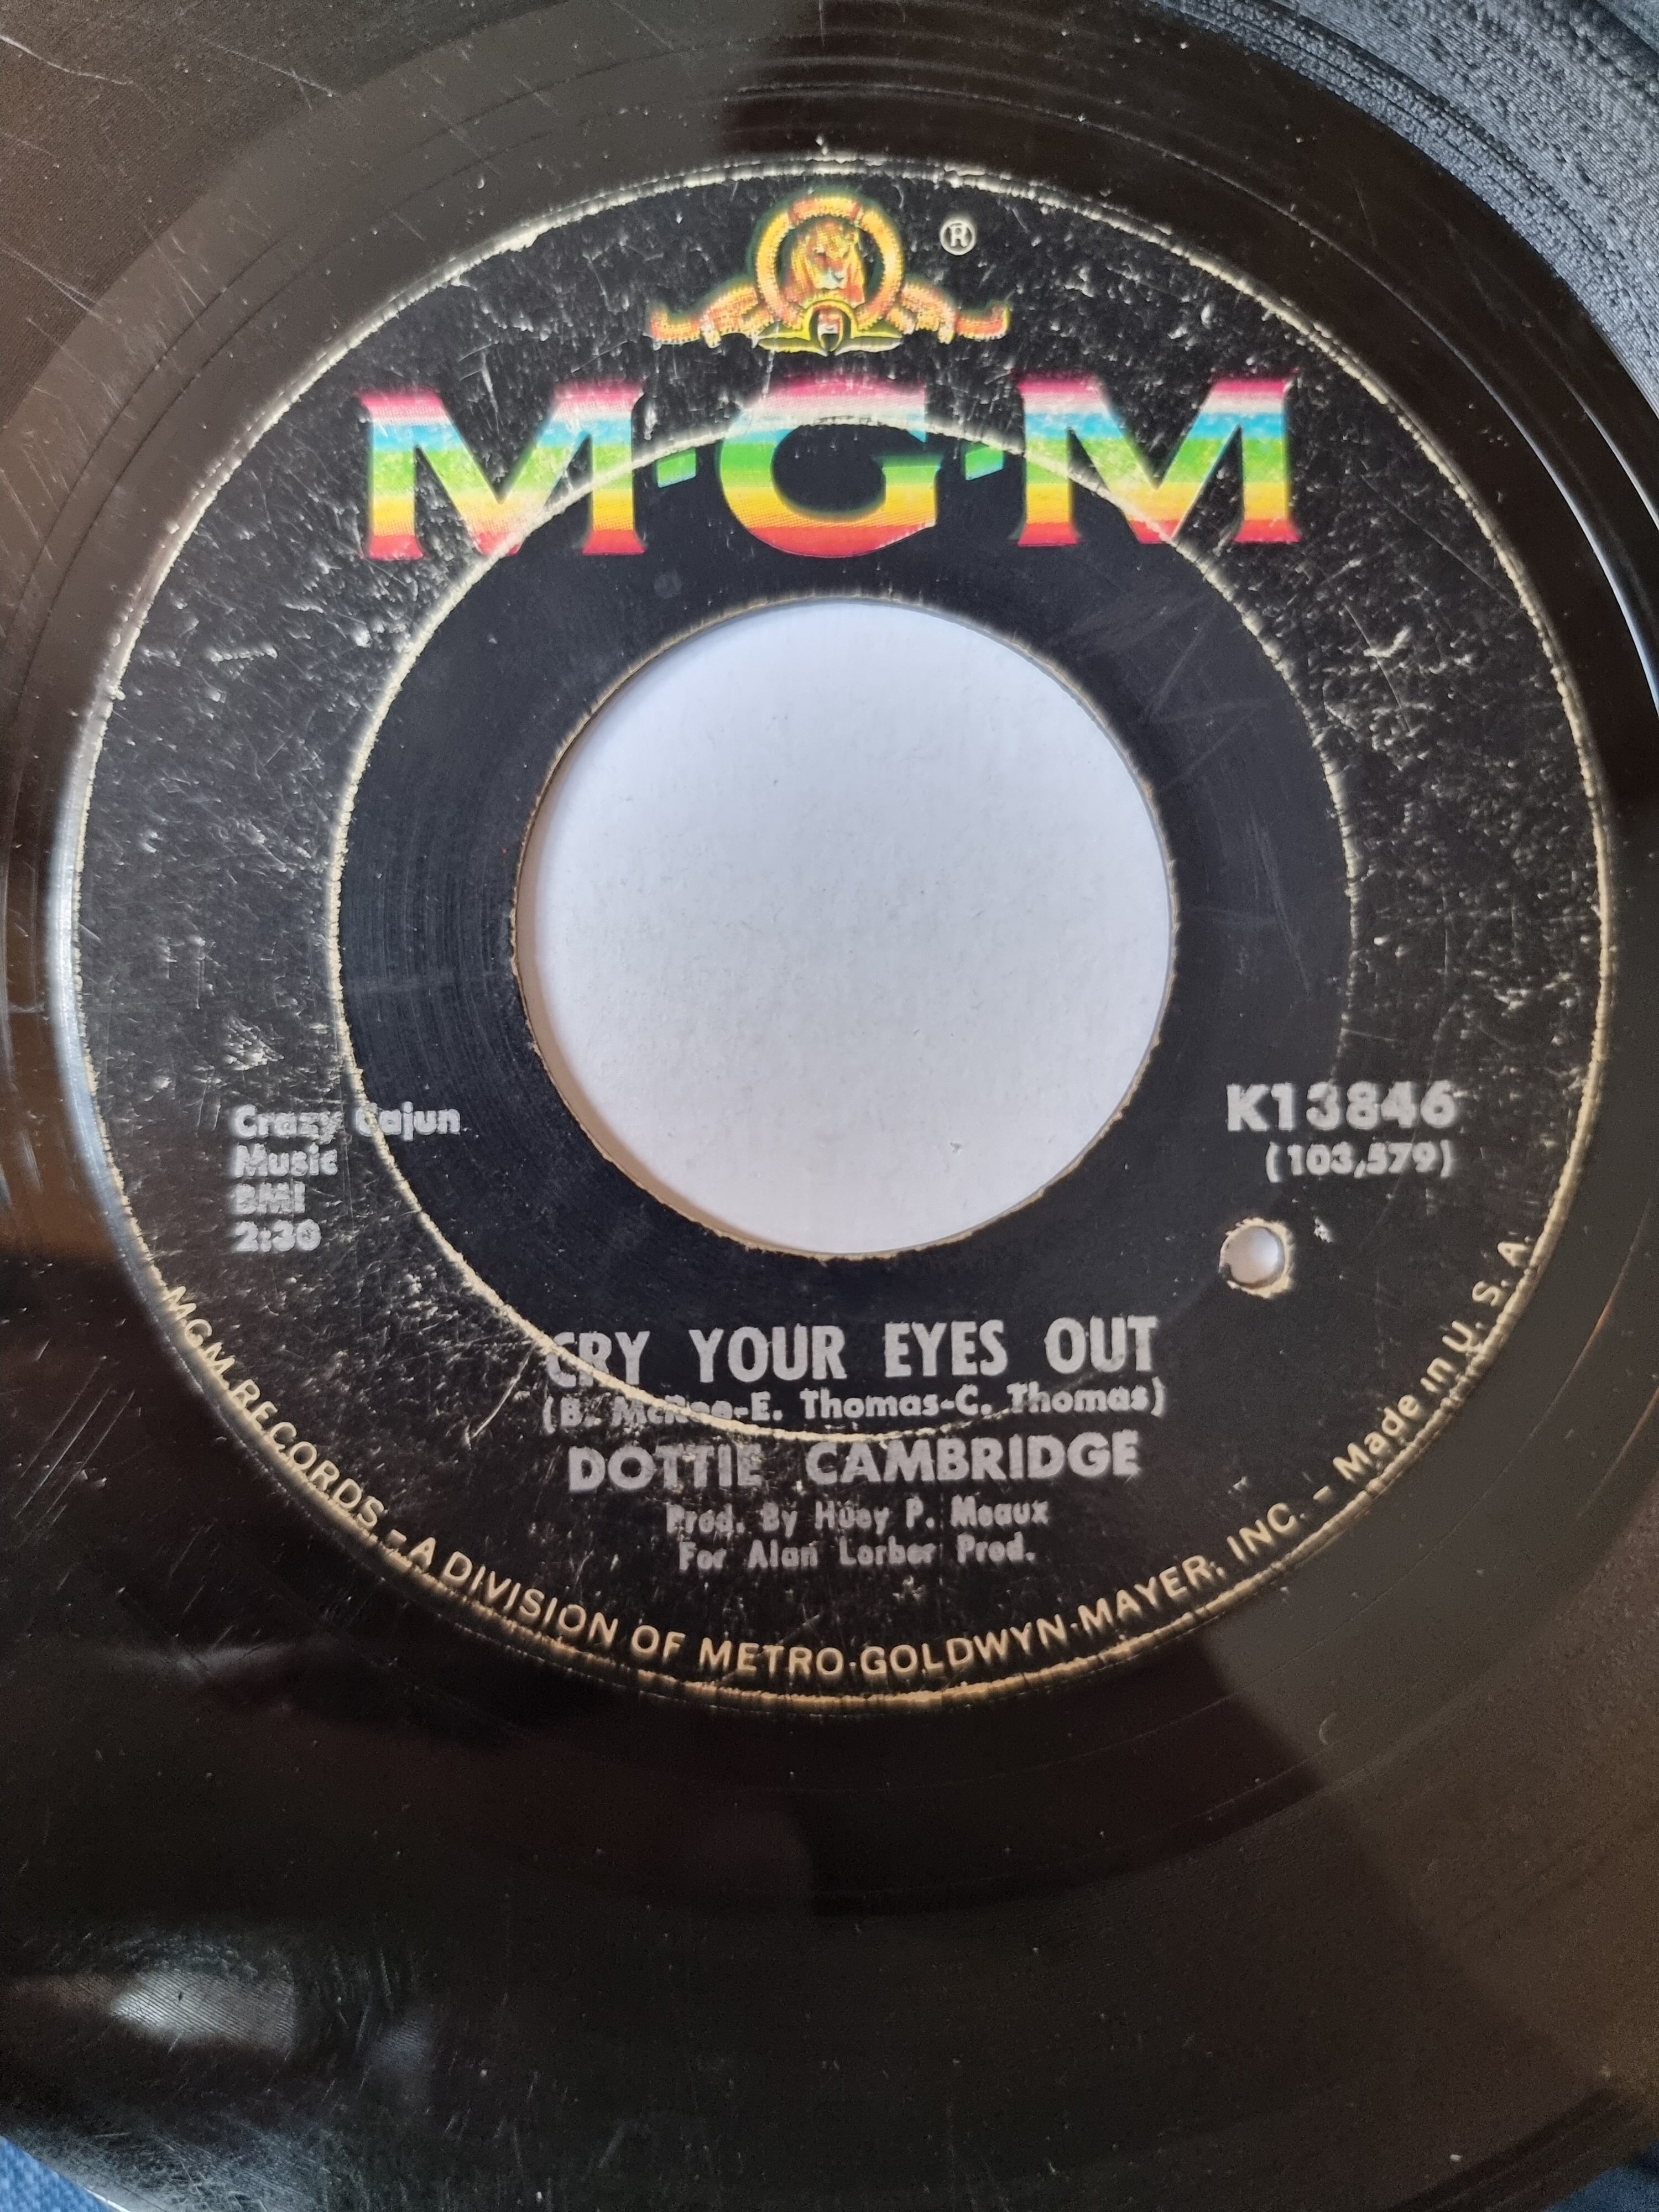 ®
M·G·M
Crazy Cajun
Music
BMI
2:30
K13846
(103,579)
CRY YOUR EYES OUT
(B. McRee-E. Thomas-C. Thomas)
DOTTIE CAMBRIDGE
Prod. By Huey P. Meaux
For Alan Lorber Prod.
MGM RECORDS - A DIVISION OF METRO-GOLDWYN-MAYER, INC. - Made in U. S. A.